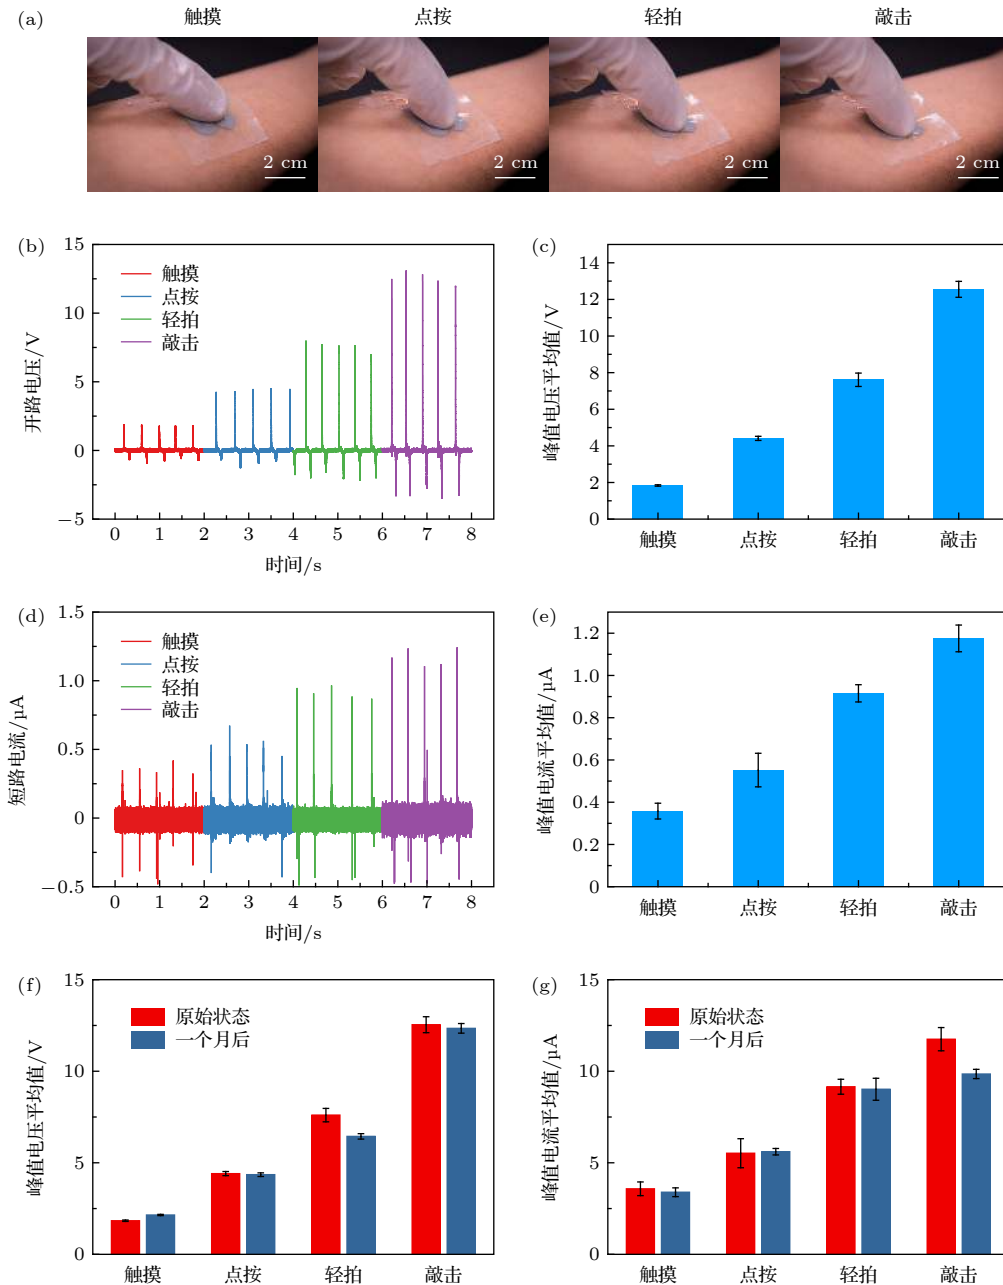 (a) 触摸 点按 轻拍 敲击
2 cm 2 cm 2 cm 2 cm
(b)
开路电压/V
15
10
5
0
−5
触摸
点按
轻拍
敲击
0 1 2 3 4 5 6 7 8
时间/s
(c)
峰值电压平均值/V
14
12
10
8
6
4
2
0
触摸 点按 轻拍 敲击
(d)
短路电流/μA
1.5
1.0
0.5
0
−0.5
触摸
点按
轻拍
敲击
0 1 2 3 4 5 6 7 8
时间/s
(e)
峰值电流平均值/μA
1.2
1.0
0.8
0.6
0.4
0.2
0
触摸 点按 轻拍 敲击
(f)
峰值电压平均值/V
15
10
5
0
原始状态
一个月后
触摸 点按 轻拍 敲击
(g)
峰值电流平均值/μA
15
10
5
0
原始状态
一个月后
触摸 点按 轻拍 敲击